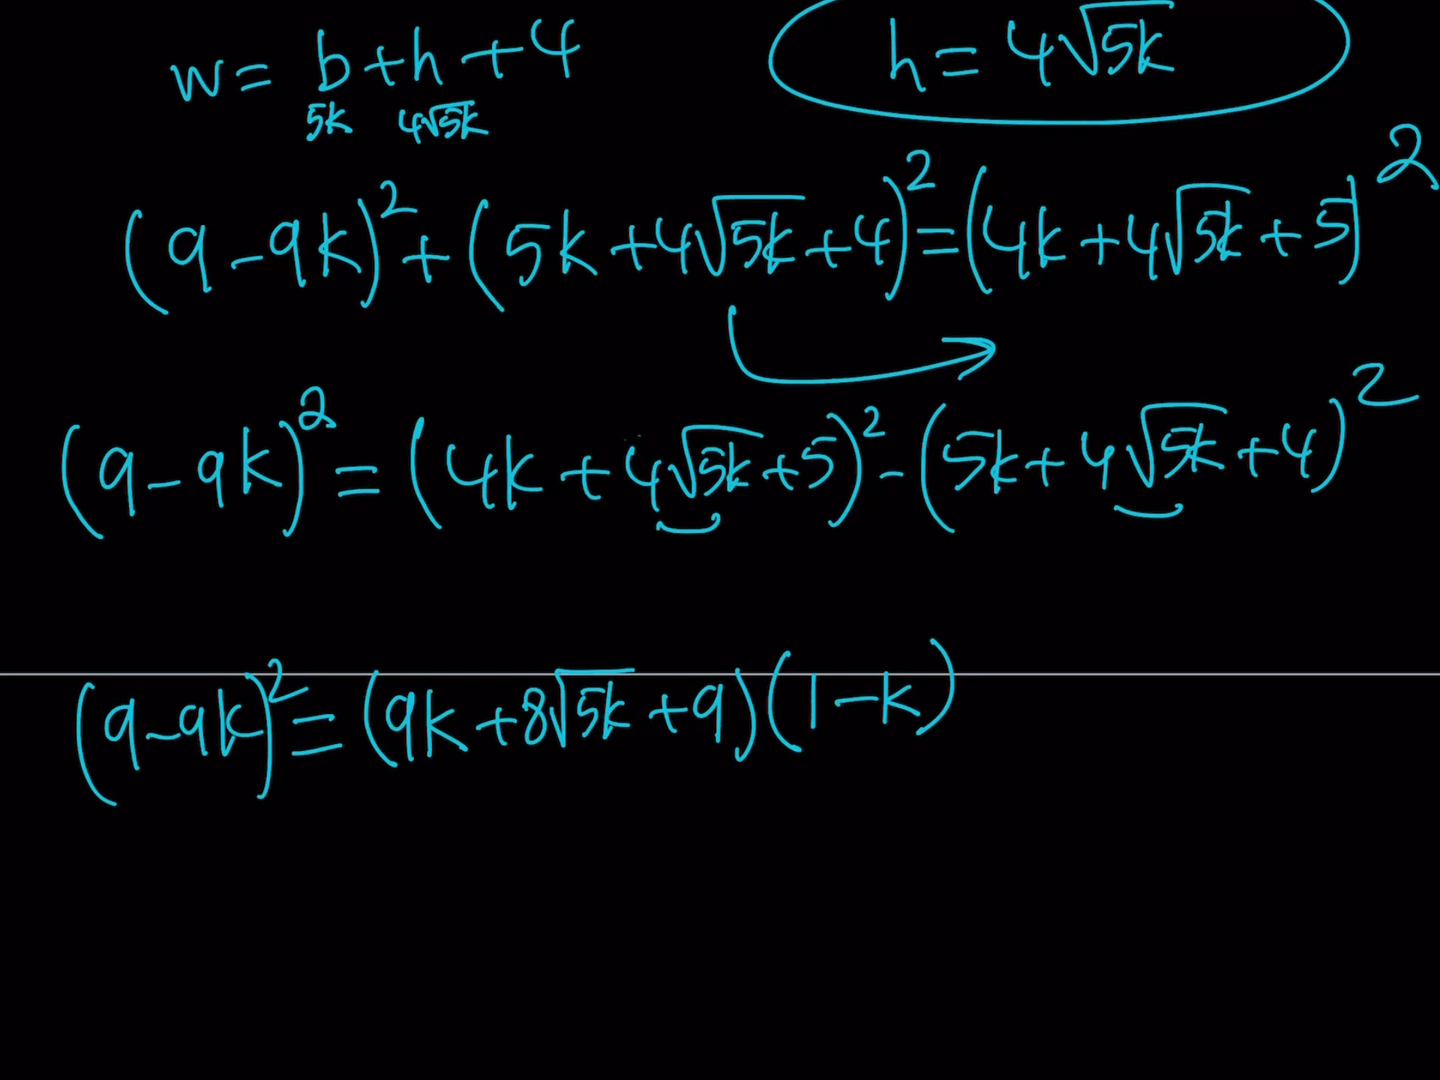 w = b + h + 4
5k 4√5k
h = 4√5k
(9 - 9k)² + (5k + 4√5k + 4)² = (4k + 4√5k + 5)²
(9 - 9k)² = (4k + 4√5k + 5)² - (5k + 4√5k + 4)²
(9 - 9k)² = (9k + 8√5k + 9)(1 - k)